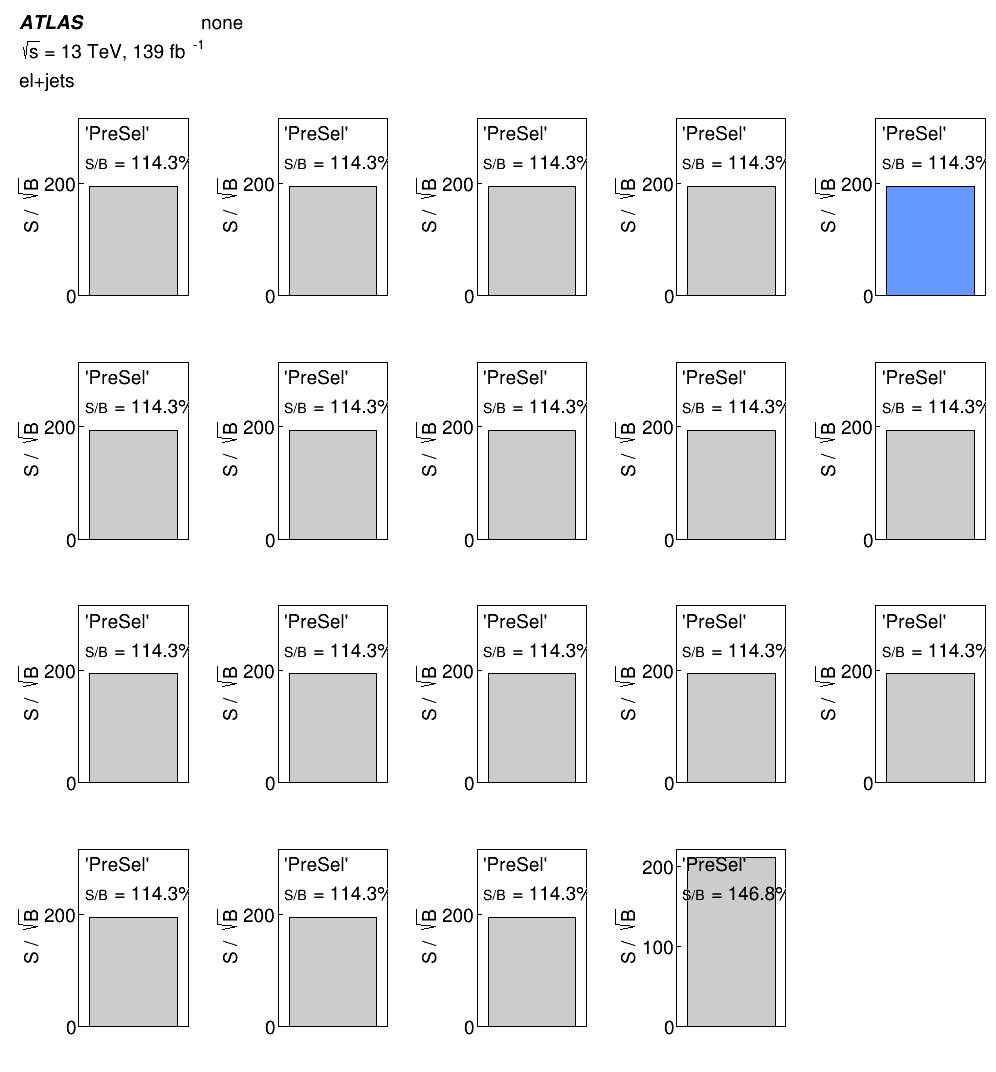 ATLAS none
√s = 13 TeV, 139 fb -1
el+jets
'PreSel' 'PreSel' 'PreSel' 'PreSel' 'PreSel'
S/B = 114.3% S/B = 114.3% S/B = 114.3% S/B = 114.3% S/B = 114.3%
S / √B 200 S / √B 200 S / √B 200 S / √B 200 S / √B 200
0 0 0 0 0
'PreSel' 'PreSel' 'PreSel' 'PreSel' 'PreSel'
S/B = 114.3% S/B = 114.3% S/B = 114.3% S/B = 114.3% S/B = 114.3%
S / √B 200 S / √B 200 S / √B 200 S / √B 200 S / √B 200
0 0 0 0 0
'PreSel' 'PreSel' 'PreSel' 'PreSel' 'PreSel'
S/B = 114.3% S/B = 114.3% S/B = 114.3% S/B = 114.3% S/B = 114.3%
S / √B 200 S / √B 200 S / √B 200 S / √B 200 S / √B 200
0 0 0 0 0
'PreSel' 'PreSel' 'PreSel' 200 'PreSel'
S/B = 114.3% S/B = 114.3% S/B = 114.3% S/B = 146.8%
S / √B 200 S / √B 200 S / √B 200 S / √B 100
0 0 0 0